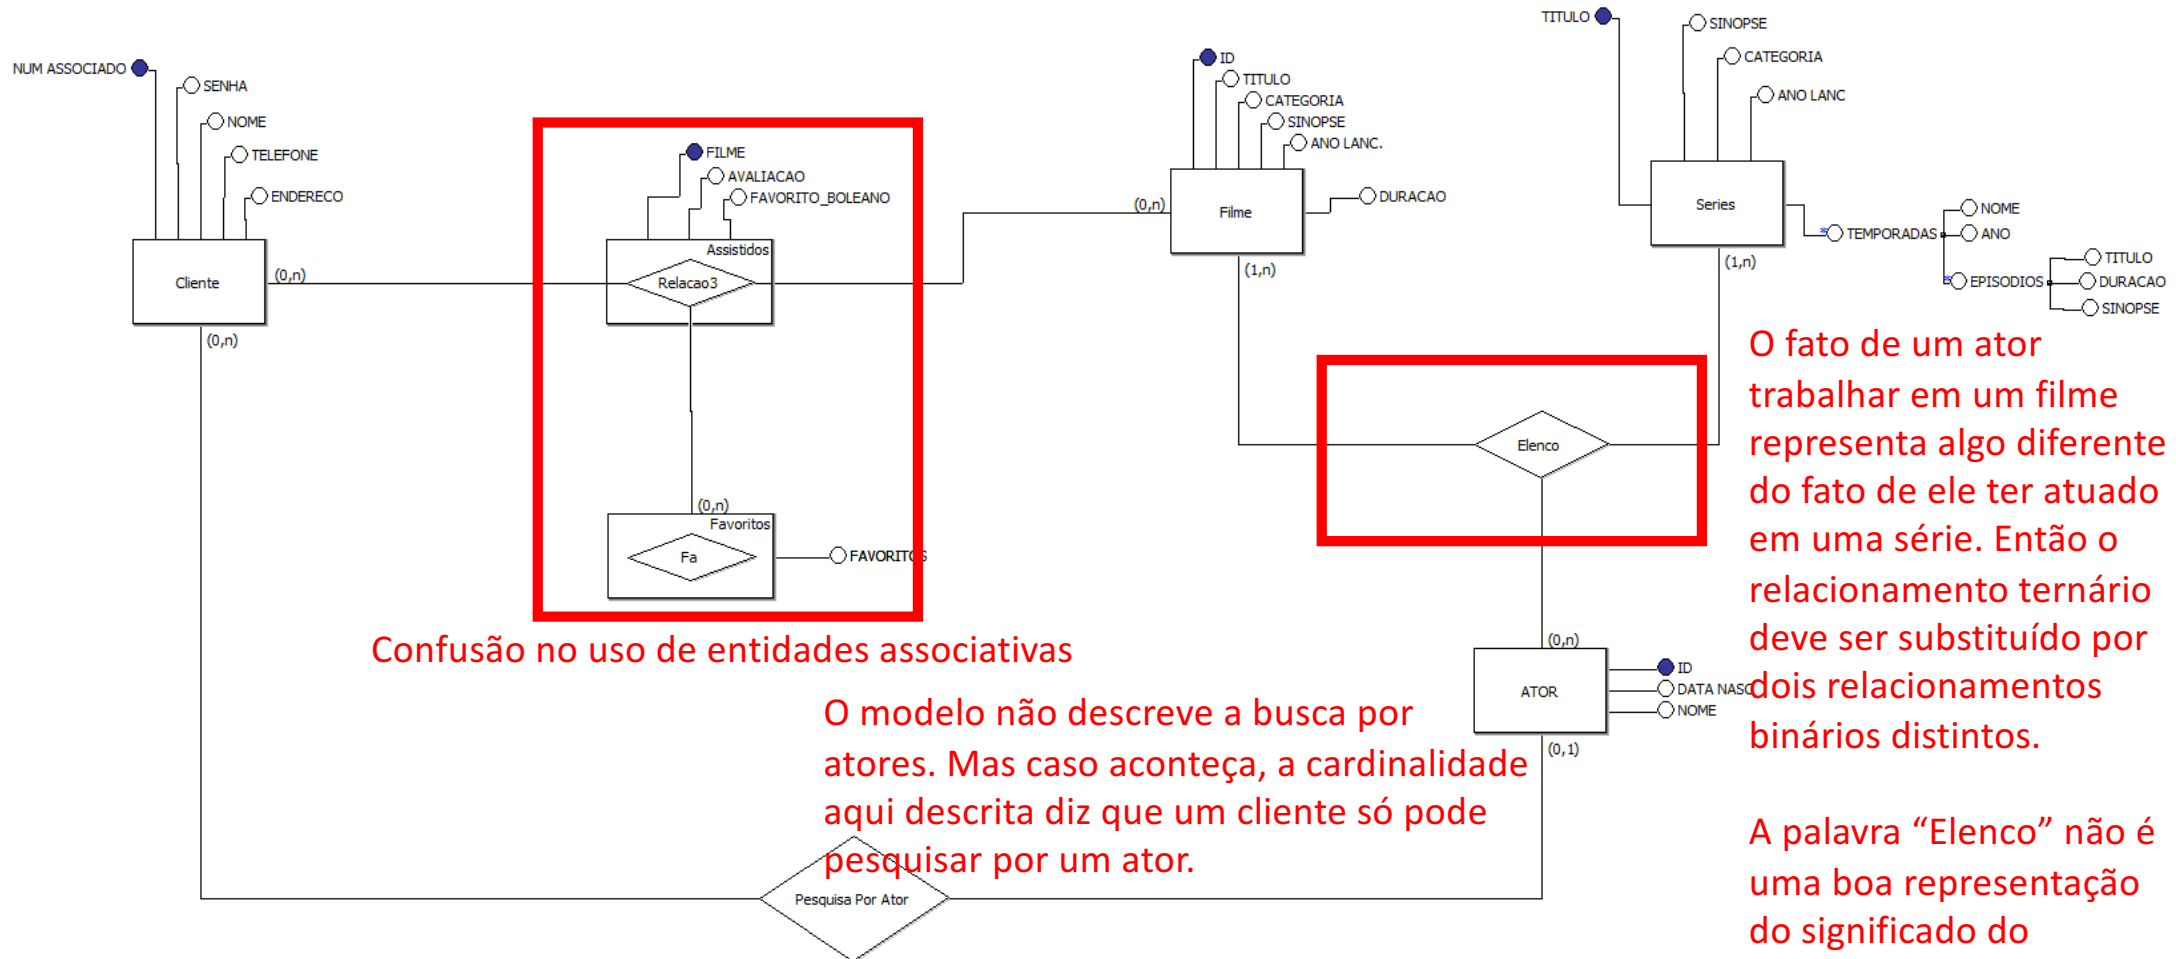 TITULO
SINOPSE
CATEGORIA
ANO LANC
NUM ASSOCIADO
SENHA
NOME
TELEFONE
ENDERECO
Cliente
(0,n)
(0,n)
FILME
AVALIACAO
FAVORITO_BOLEANO
Assistidos
Relacao3
(0,n)
Favoritos
Fa
FAVORITOS
ID
TITULO
CATEGORIA
SINOPSE
ANO LANC.
(0,n)
Filme
DURACAO
(1,n)
Series
(1,n)
TEMPORADAS
NOME
ANO
EPISODIOS
TITULO
DURACAO
SINOPSE
Elenco
(0,n)
ATOR
ID
DATA NASC
NOME
(0,1)
Pesquisa Por Ator
Confusão no uso de entidades associativas
O modelo não descreve a busca por
atores. Mas caso aconteça, a cardinalidade
aqui descrita diz que um cliente só pode
pesquisar por um ator.
O fato de um ator
trabalhar em um filme
representa algo diferente
do fato de ele ter atuado
em uma série. Então o
relacionamento ternário
deve ser substituído por
dois relacionamentos
binários distintos.
A palavra “Elenco” não é
uma boa representação
do significado do